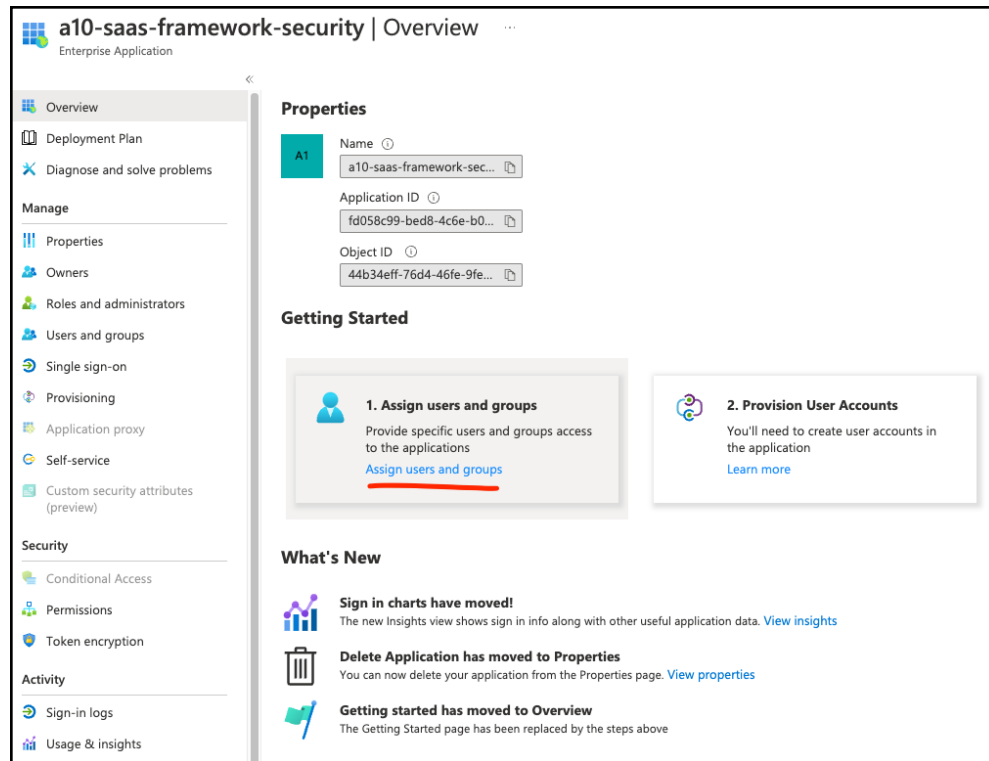 a10-saas-framework-security | Overview ...
Enterprise Application
«
Overview
Deployment Plan
Diagnose and solve problems
Manage
Properties
Owners
Roles and administrators
Users and groups
Single sign-on
Provisioning
Application proxy
Self-service
Custom security attributes
(preview)
Security
Conditional Access
Permissions
Token encryption
Activity
Sign-in logs
Usage & insights
Properties
A1
Name
a10-saas-framework-sec...
Application ID
fd058c99-bed8-4c6e-b0...
Object ID
44b34eff-76d4-46fe-9fe...
Getting Started
1. Assign users and groups
Provide specific users and groups access
to the applications
Assign users and groups
2. Provision User Accounts
You'll need to create user accounts in
the application
Learn more
What's New
Sign in charts have moved!
The new Insights view shows sign in info along with other useful application data. View insights
Delete Application has moved to Properties
You can now delete your application from the Properties page. View properties
Getting started has moved to Overview
The Getting Started page has been replaced by the steps above